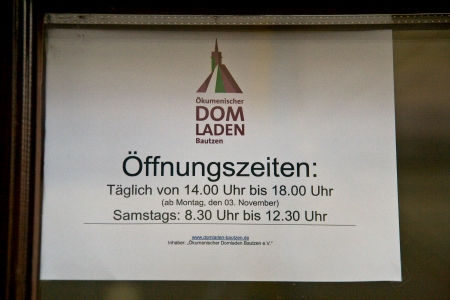 Ökumenischer
DOM
LADEN
Bautzen
Öffnungszeiten:
Täglich von 14.00 Uhr bis 18.00 Uhr
(ab Montag, den 03. November)
Samstags: 8.30 Uhr bis 12.30 Uhr
www.domladen-bautzen.de
Inhaber: „Ökumenischer Domladen Bautzen e.V."